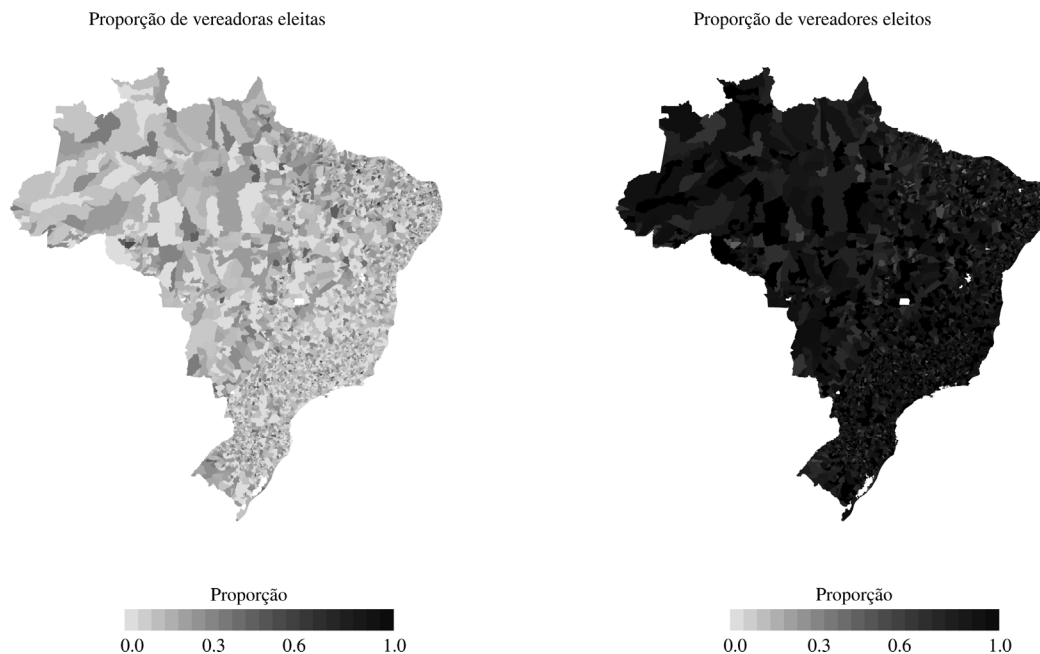 Proporção de vereadoras eleitas
Proporção de vereadores eleitos
Proporção
0.0 0.3 0.6 1.0
Proporção
0.0 0.3 0.6 1.0